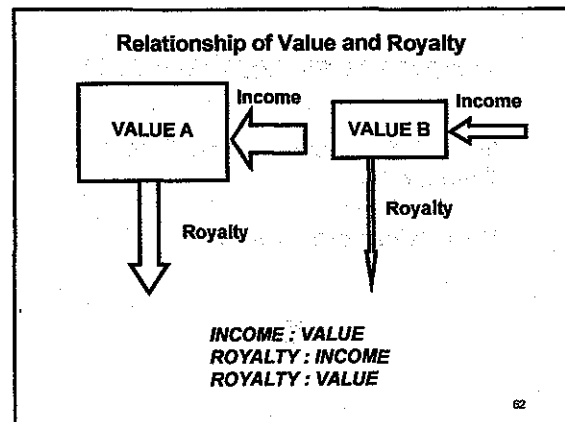 Relationship of Value and Royalty
Income
Income
VALUE A
VALUE B
Royalty
Royalty
INCOME : VALUE
ROYALTY : INCOME
ROYALTY : VALUE
62